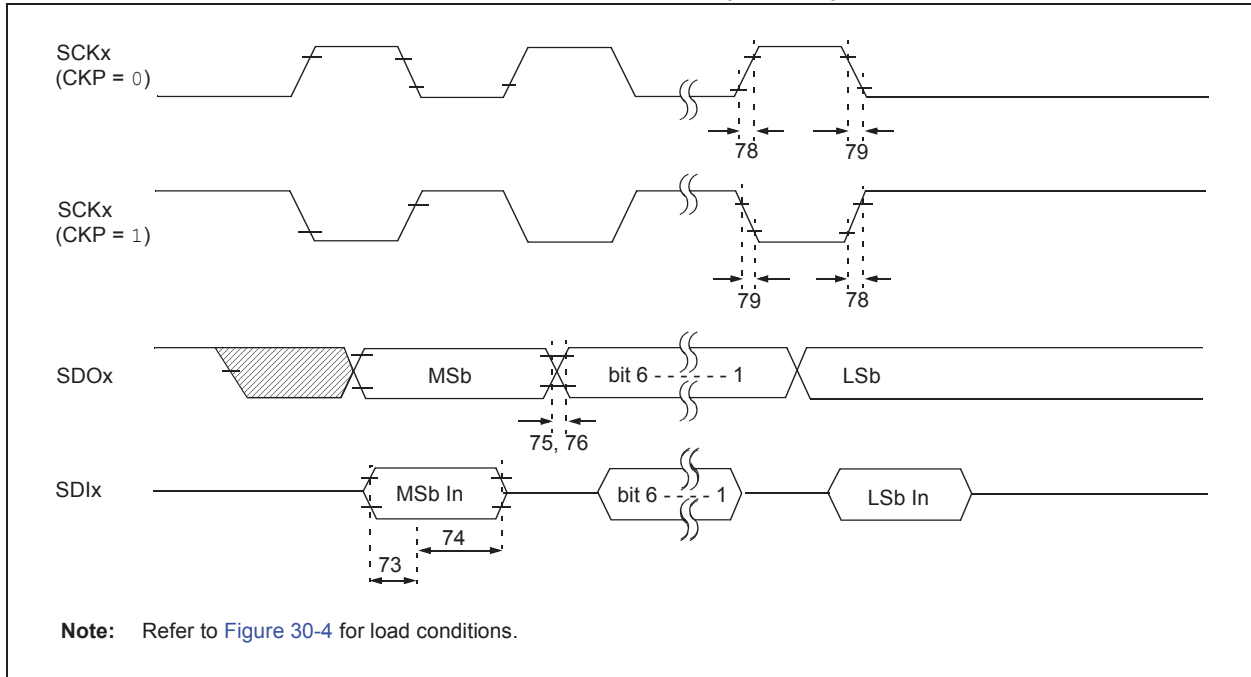 SCKx
(CKP = 0)
78
79
SCKx
(CKP = 1)
79
78
SDOx
MSb
bit 6 - - - - - - 1
LSb
75, 76
SDIx
MSb In
bit 6 - - - - 1
LSb In
74
73
Note: Refer to Figure 30-4 for load conditions.